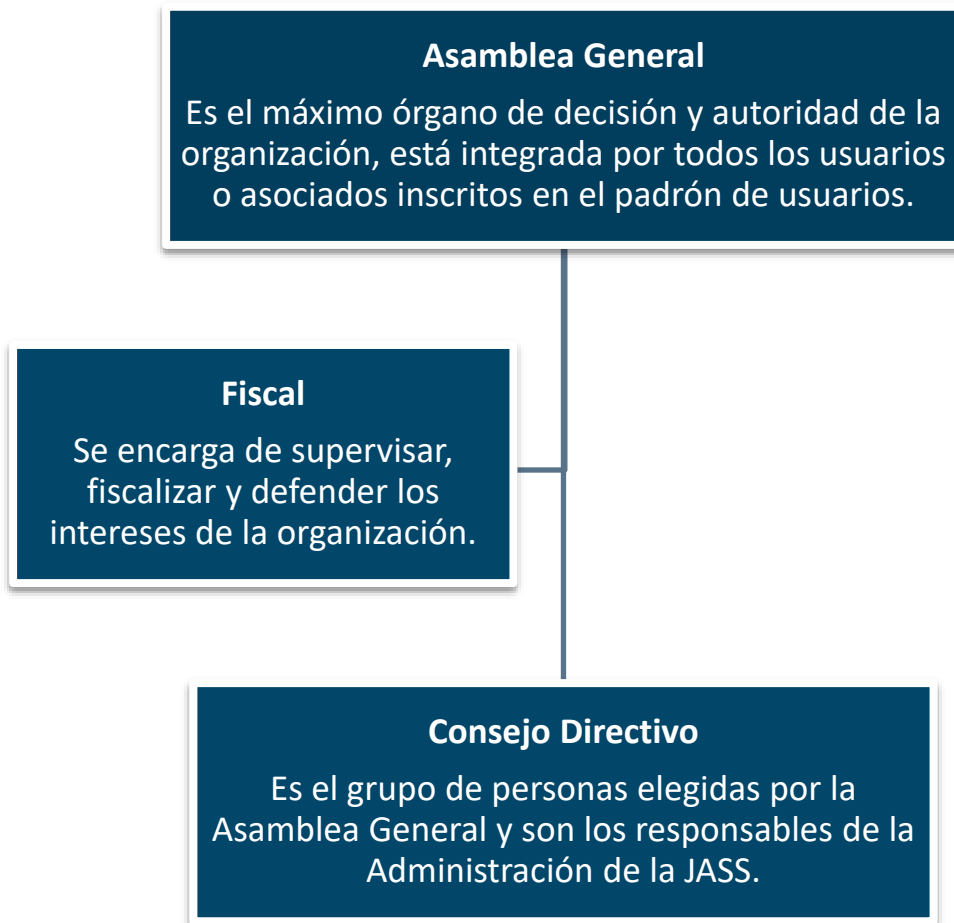 Asamblea General
Es el máximo órgano de decisión y autoridad de la
organización, está integrada por todos los usuarios
o asociados inscritos en el padrón de usuarios.
Fiscal
Se encarga de supervisar,
fiscalizar y defender los
intereses de la organización.
Consejo Directivo
Es el grupo de personas elegidas por la
Asamblea General y son los responsables de la
Administración de la JASS.